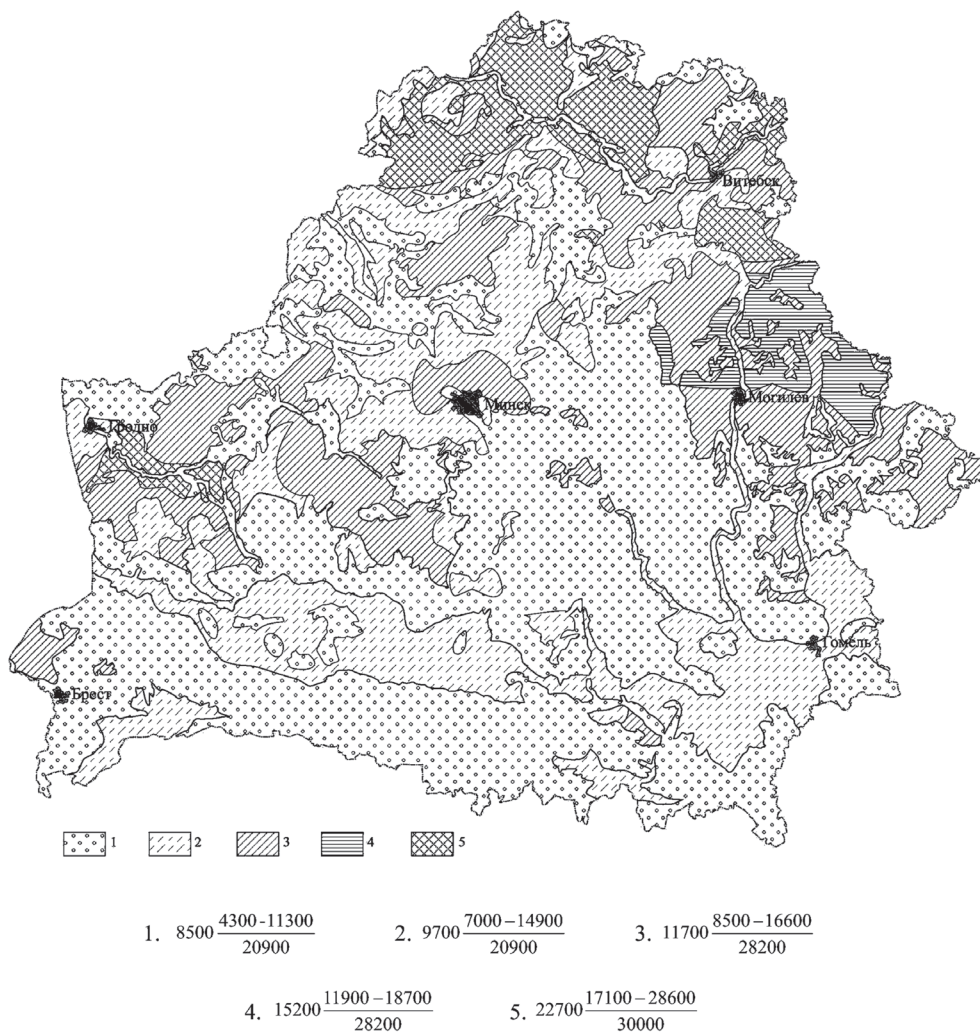 Витебск
Минск
Могилев
Гродно
Гомель
Брест
1 2 3 4 5
1. 8500 4300-11300 / 20900 2. 9700 7000-14900 / 20900 3. 11700 8500-16600 / 28200
4. 15200 11900-18700 / 28200 5. 22700 17100-28600 / 30000